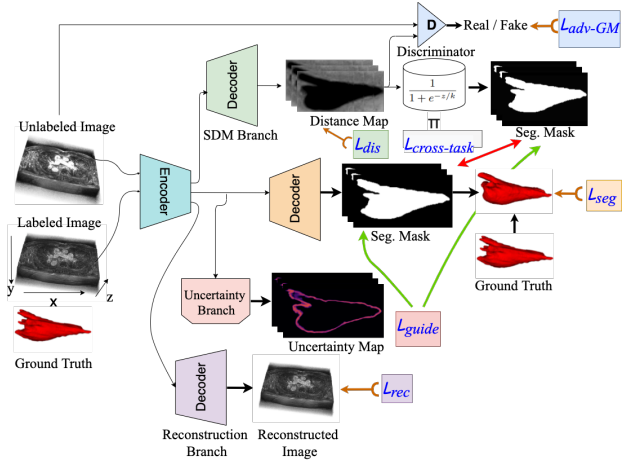 D
Real / Fake
L_adv-GM
Discriminator
Decoder
SDM Branch
Distance Map
1
1 + e^{-z/k}
Π
L_dis
L_cross-task
Seg. Mask
Unlabeled Image
Encoder
Decoder
Seg. Mask
L_seg
Labeled Image
y
x
z
Ground Truth
Ground Truth
Uncertainty
Branch
Uncertainty Map
L_guide
Decoder
L_rec
Reconstruction
Branch
Reconstructed
Image